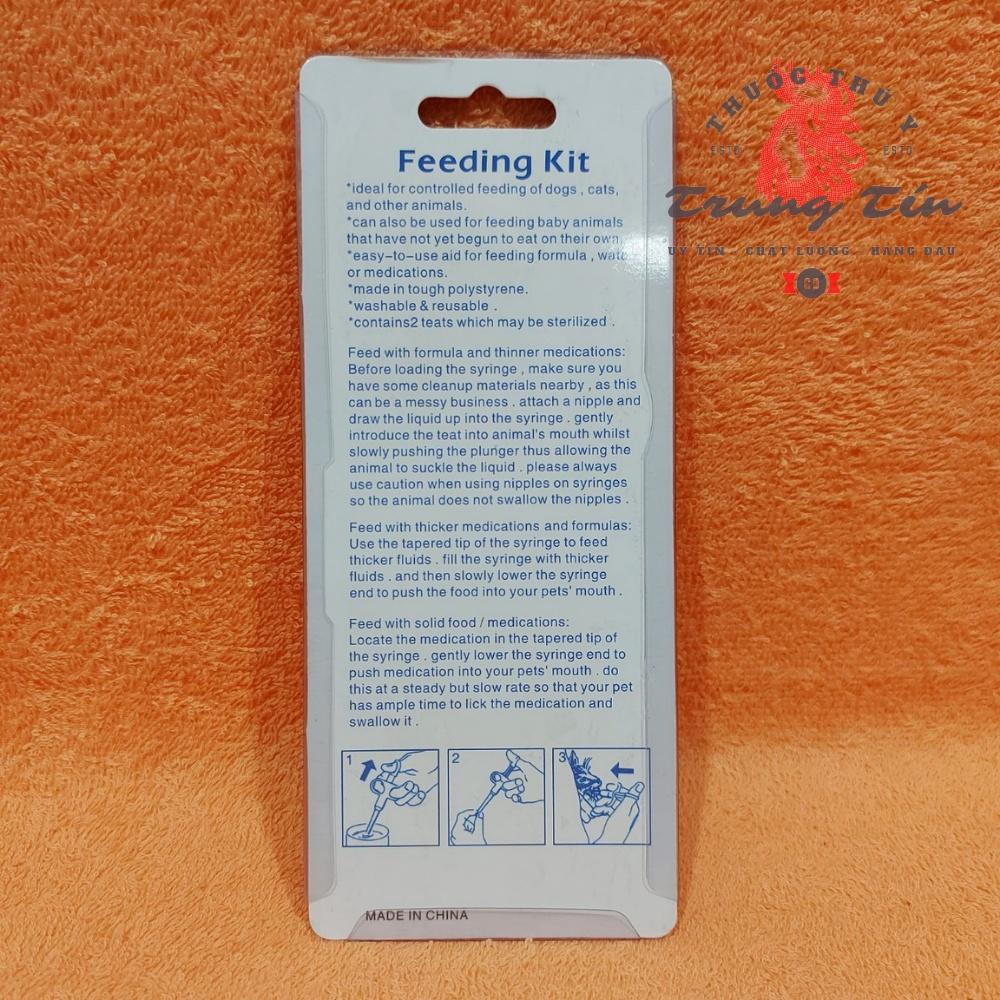 THUỐC THÚ Y
ESTD ESTD
Trung Tín
UY TÍN - CHẤT LƯỢNG - HÀNG ĐẦU
Feeding Kit
*ideal for controlled feeding of dogs , cats,
and other animals.
*can also be used for feeding baby animals
that have not yet begun to eat on their own
*easy-to-use aid for feeding formula ,
or medications.
*made in tough polystyrene.
*washable & reusable .
*contains2 teats which may be sterilized .
Feed with formula and thinner medications:
Before loading the syringe , make sure you
have some cleanup materials nearby , as this
can be a messy business . attach a nipple and
draw the liquid up into the syringe . gently
introduce the teat into animal's mouth whilst
slowly pushing the plunger thus allowing the
animal to suckle the liquid . please always
use caution when using nipples on syringes
so the animal does not swallow the nipples .
Feed with thicker medications and formulas:
Use the tapered tip of the syringe to feed
thicker fluids . fill the syringe with thicker
fluids . and then slowly lower the syringe
end to push the food into your pets' mouth .
Feed with solid food / medications:
Locate the medication in the tapered tip of
the syringe . gently lower the syringe end to
push medication into your pets' mouth . do
this at a steady but slow rate so that your pet
has ample time to lick the medication and
swallow it .
1 2 3
MADE IN CHINA